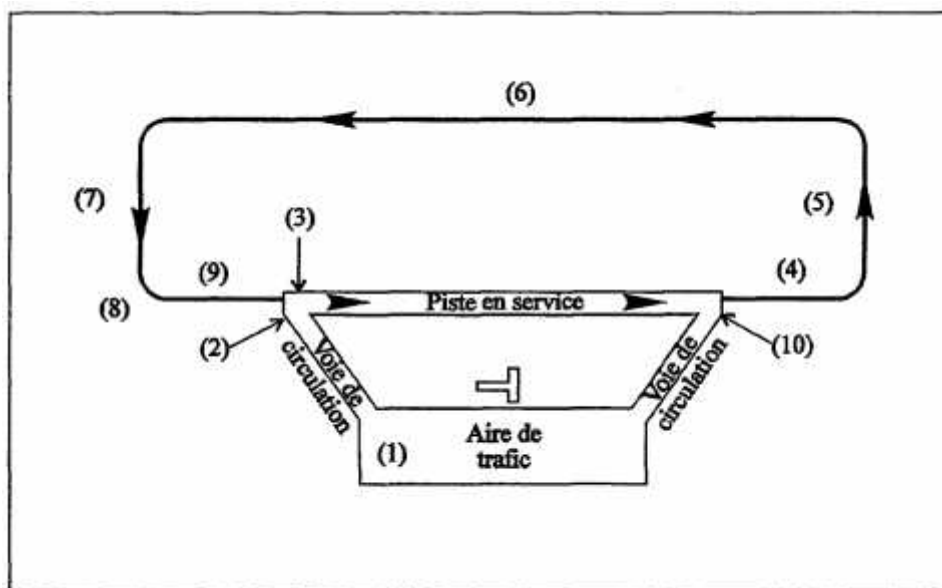 (6)
(7)
(5)
(3)
(9)
(4)
(8)
Piste en service
(2)
(10)
Voie de
circulation
Voie de
circulation
(1)
Aire de
trafic